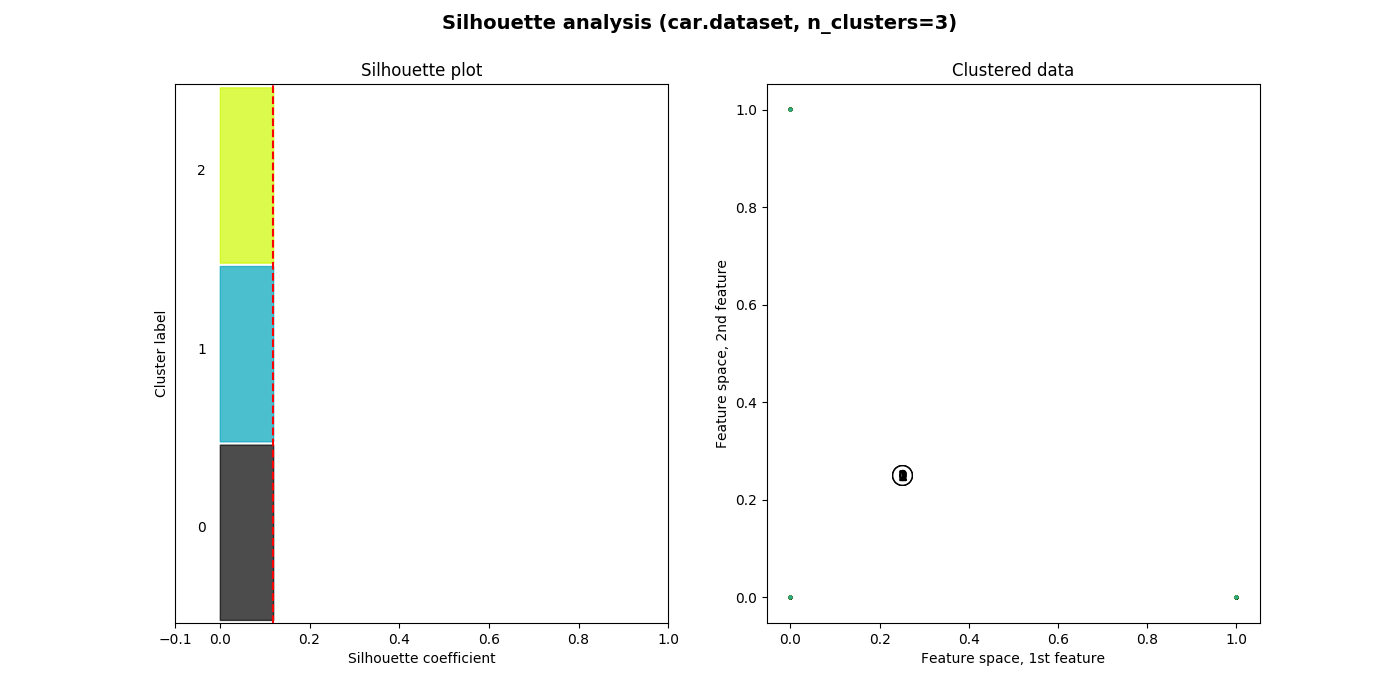 Silhouette analysis (car.dataset, n_clusters=3)
Silhouette plot
2
1
0
Cluster label
−0.1 0.0 0.2 0.4 0.6 0.8 1.0
Silhouette coefficient
Clustered data
1.0
0.8
0.6
0.4
0.2
0.0
Feature space, 2nd feature
0.0 0.2 0.4 0.6 0.8 1.0
Feature space, 1st feature